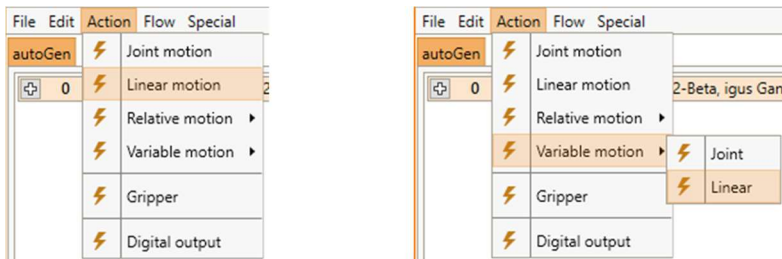 File Edit Action Flow Special
autoGen
Joint motion
0 Linear motion 2
Relative motion
Variable motion
Gripper
Digital output
File Edit Action Flow Special
autoGen
Joint motion
0 Linear motion 2-Beta, igus Gan
Relative motion
Variable motion
Joint
Linear
Gripper
Digital output